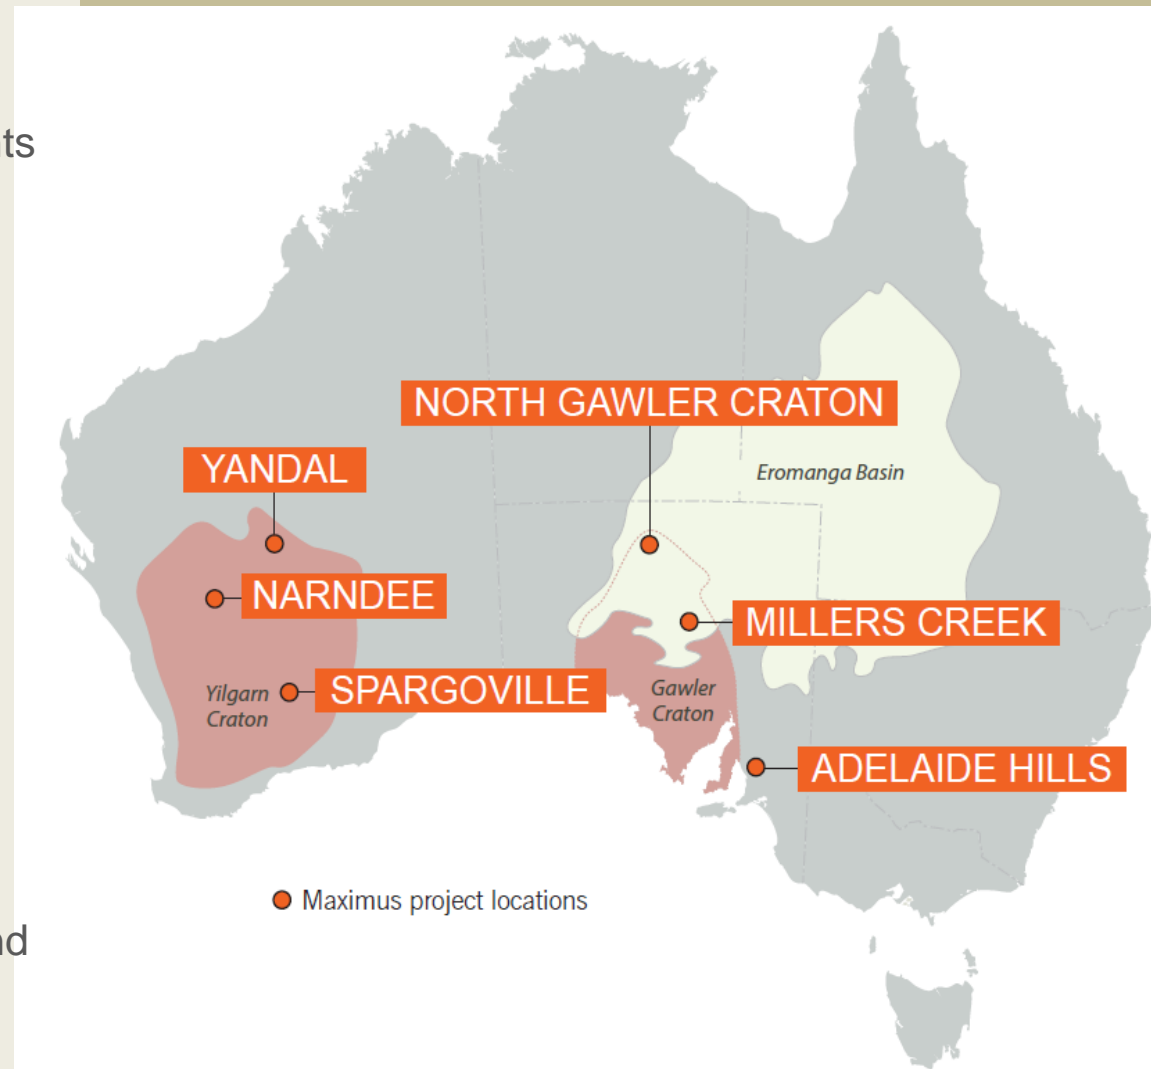 nts
NORTH GAWLER CRATON
YANDAL
Eromanga Basin
NARNDEE
MILLERS CREEK
SPARGOVILLE
Yilgarn
Craton
Gawler
Craton
ADELAIDE HILLS
Maximus project locations
nd